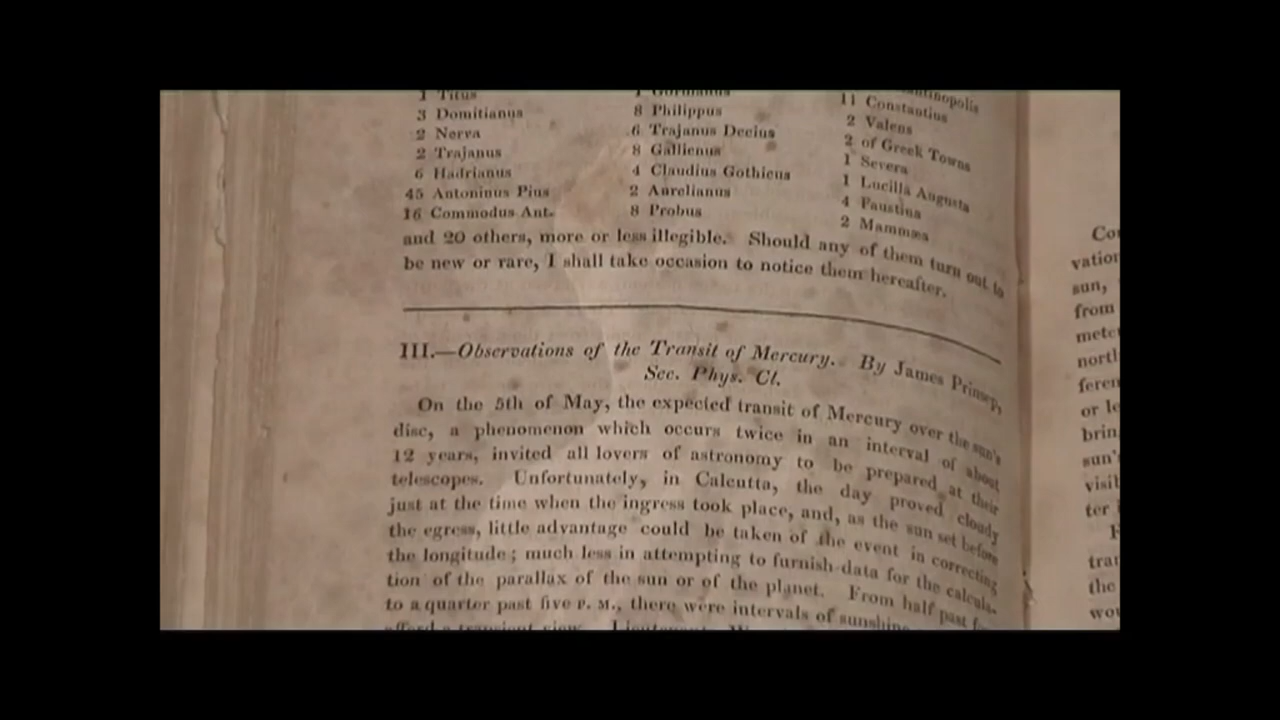 1 Titus
3 Domitianus
2 Nerva
2 Trajanus
6 Hadrianus
45 Antoninus Pius
16 Commodus Ant.
8 Philippus
6 Trajanus Decius
8 Gallienus
4 Claudius Gothicus
2 Aurelianus
8 Probus
11 Constantius
2 Valens
2 of Greek Towns
1 Severa
1 Lucilla Augusta
4 Faustina
2 Mammæa
and 20 others, more or less illegible. Should any of them turn out to
be new or rare, I shall take occasion to notice them hereafter.
III.—Observations of the Transit of Mercury. By James Prinsep,
Sec. Phys. Cl.
On the 5th of May, the expected transit of Mercury over the sun's
disc, a phenomenon which occurs twice in an interval of about
12 years, invited all lovers of astronomy to be prepared at their
telescopes. Unfortunately, in Calcutta, the day proved cloudy
just at the time when the ingress took place, and, as the sun set before
the egress, little advantage could be taken of the event in correcting
the longitude; much less in attempting to furnish data for the calcula-
tion of the parallax of the sun or of the planet. From half past
to a quarter past five P. M., there were intervals of sunshine
sun,
from